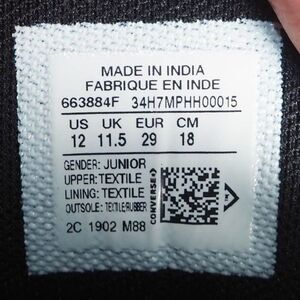 MADE IN INDIA
FABRIQUE EN INDE
663884F 34H7MPHH00015
US UK EUR CM
12 11.5 29 18
GENDER: JUNIOR
UPPER: TEXTILE
LINING: TEXTILE
OUTSOLE: TEXTILE/RUBBER
2C 1902 M88
CONVERSE